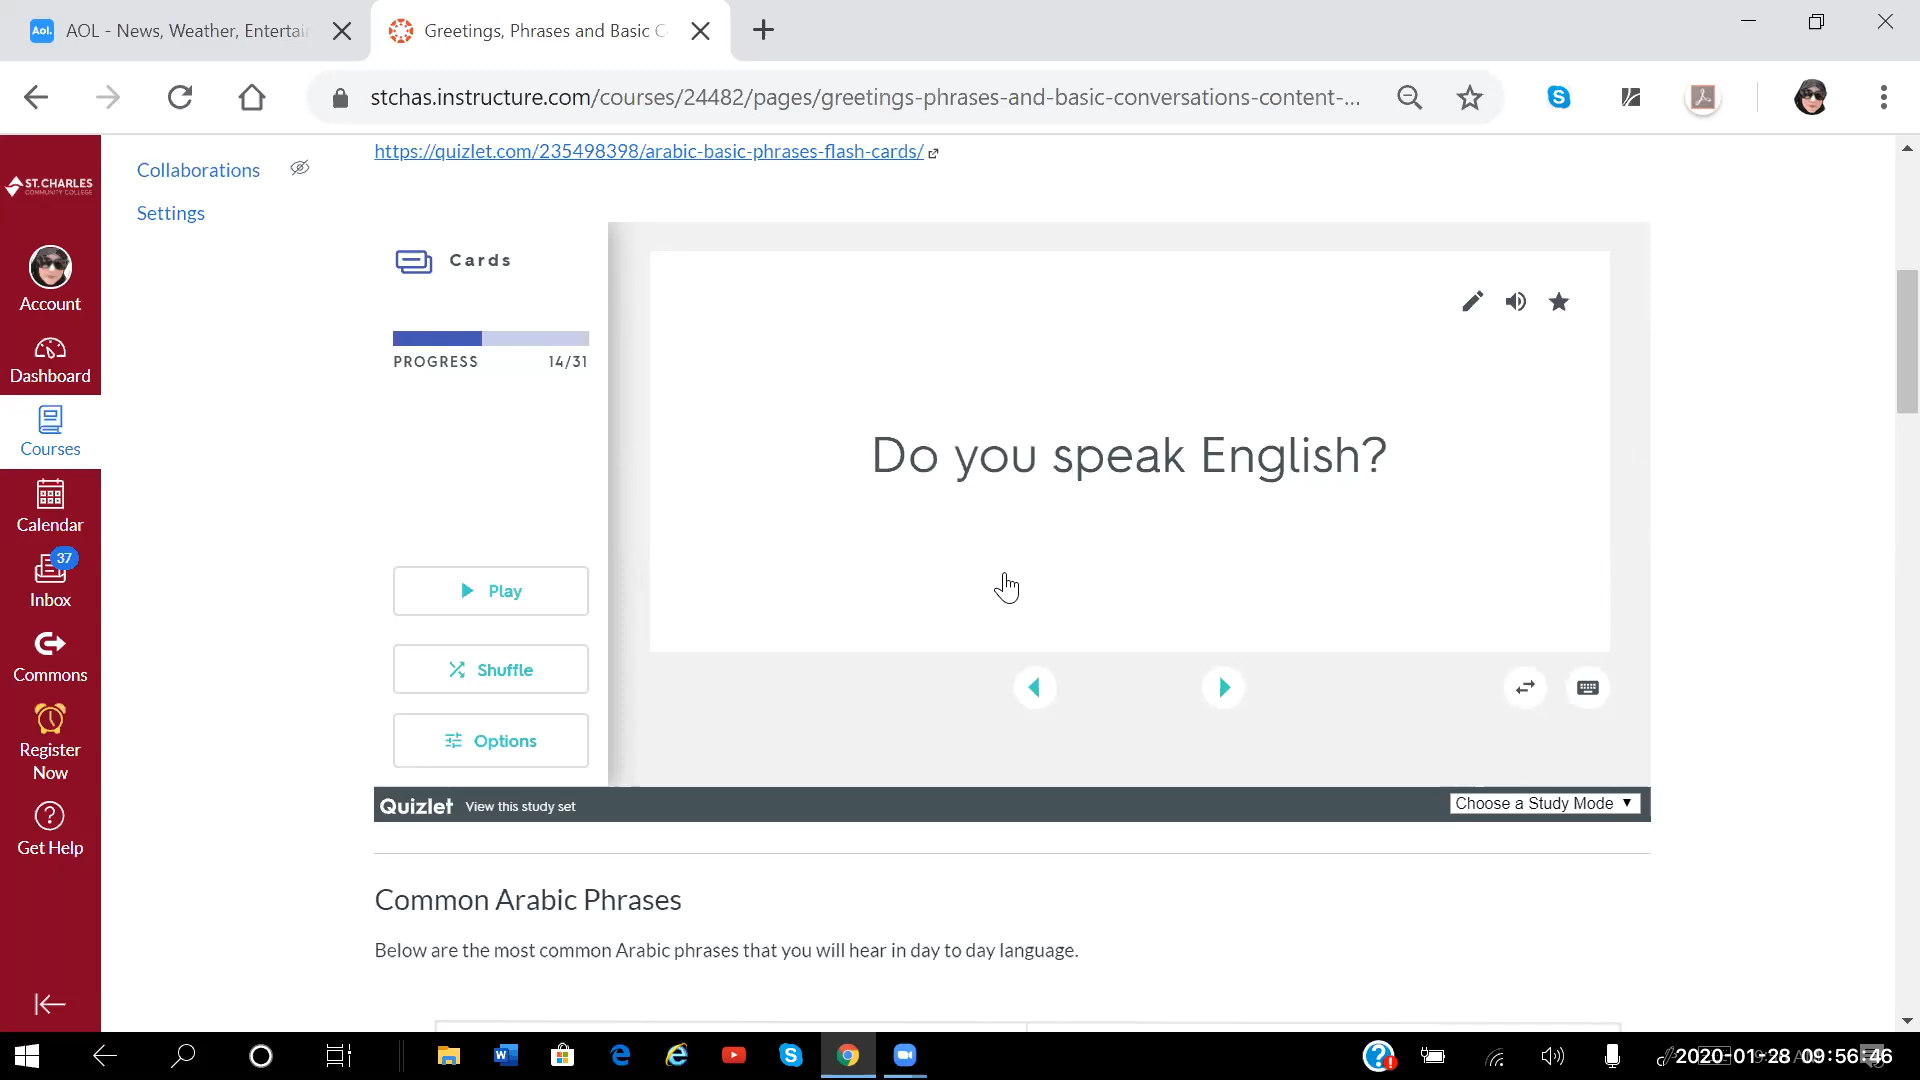 AOL - News, Weather, Entertai
Greetings, Phrases and Basic C
stchas.instructure.com/courses/24482/pages/greetings-phrases-and-basic-conversations-content-...
ST.CHARLES
COMMUNITY COLLEGE
Account
Dashboard
Courses
Calendar
37
Inbox
Commons
Register
Now
Get Help
Collaborations
Settings
https://quizlet.com/235498398/arabic-basic-phrases-flash-cards/
Cards
PROGRESS 14/31
Play
Shuffle
Options
Do you speak English?
Quizlet View this study set
Choose a Study Mode
Common Arabic Phrases
Below are the most common Arabic phrases that you will hear in day to day language.
2020-01-28 09:56:46